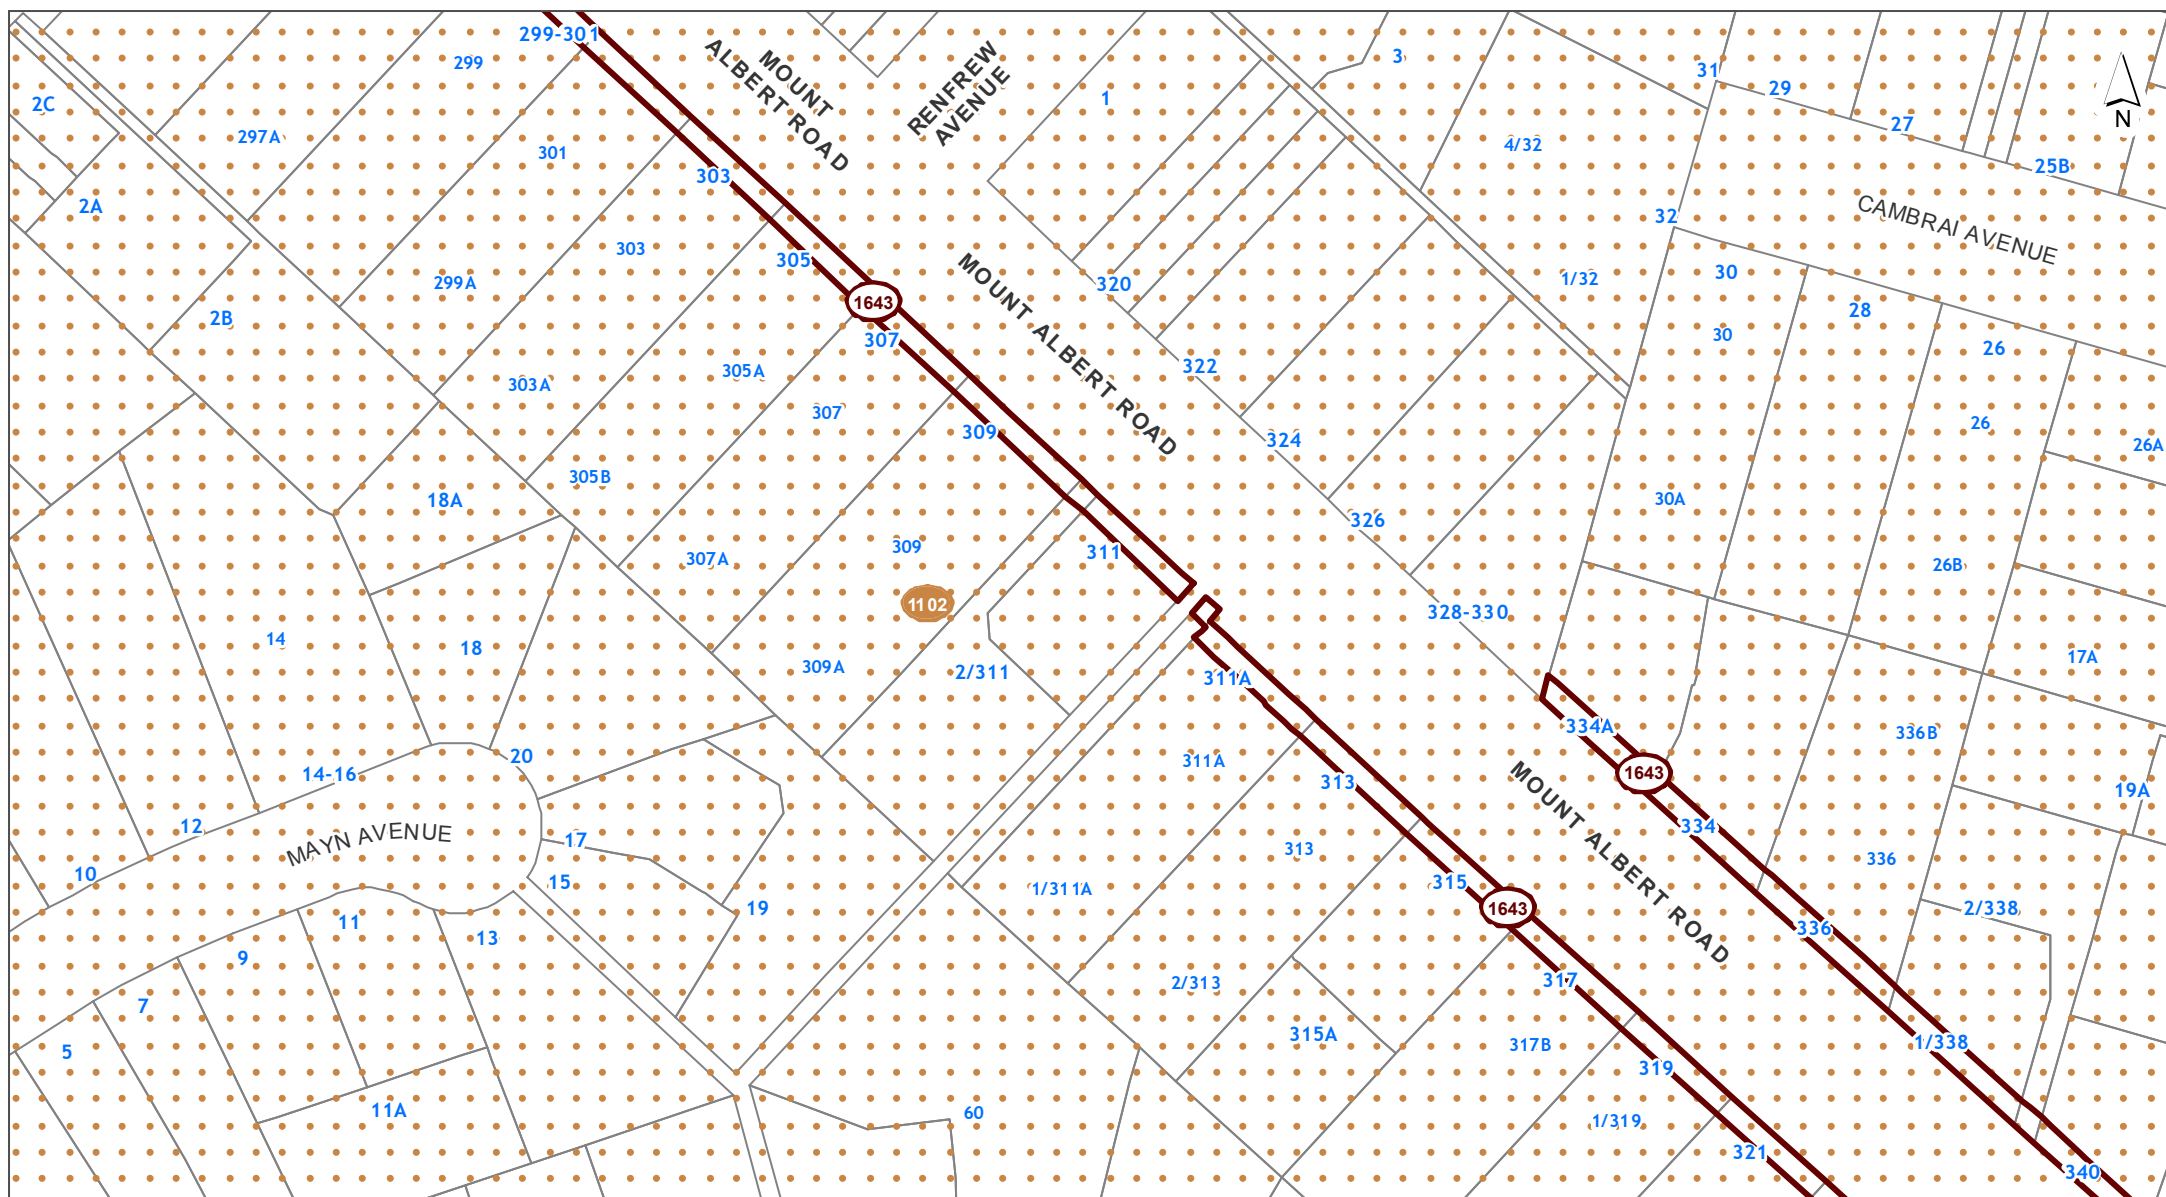 299-301
299
MOUNT
ALBERT ROAD
RENFREW
AVENUE
3
31
29
1
2C
27
N
297A
301
4/32
25B
303
2A
32
CAMBRAI AVENUE
303
305
299A
320
1/32
30
1643
28
2B
307
MOUNT ALBERT ROAD
30
26
305A
322
303A
307
26
309
324
26A
305B
18A
30A
326
309
311
307A
26B
1102
328-330
14
18
17A
309A
2/311
311A
334A
336B
20
311A
14-16
1643
313
19A
12
MAYN AVENUE
17
334
MOUNT ALBERT ROAD
313
336
10
15
1/311A
315
19
1643
2/338
11
336
13
9
317
2/313
7
315A
317B
1/338
5
319
11A
60
1/319
321
340